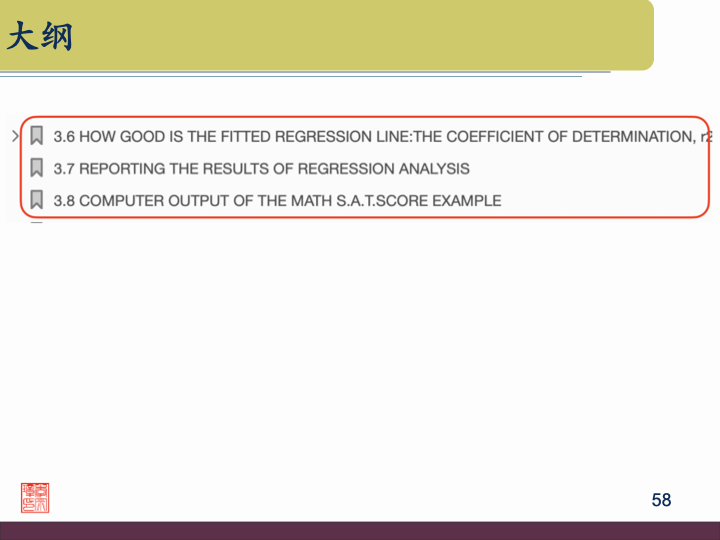 大纲
3.6 HOW GOOD IS THE FITTED REGRESSION LINE:THE COEFFICIENT OF DETERMINATION, r2
3.7 REPORTING THE RESULTS OF REGRESSION ANALYSIS
3.8 COMPUTER OUTPUT OF THE MATH S.A.T.SCORE EXAMPLE
58